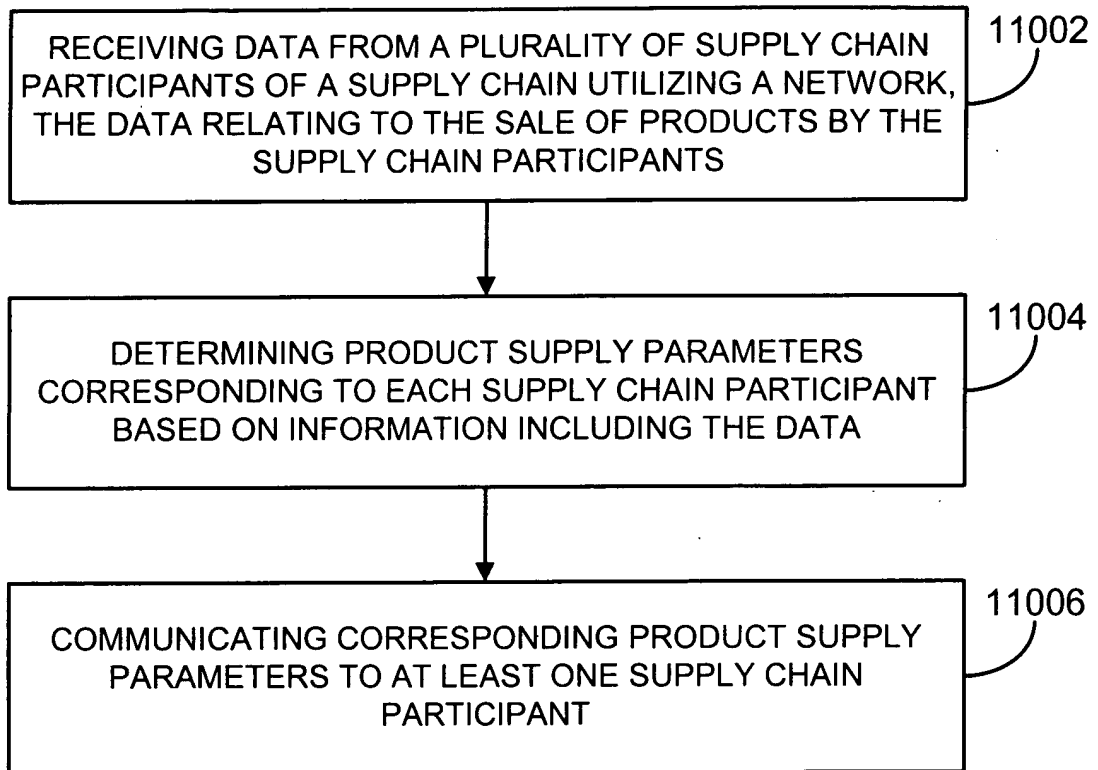 RECEIVING DATA FROM A PLURALITY OF SUPPLY CHAIN
PARTICIPANTS OF A SUPPLY CHAIN UTILIZING A NETWORK,
THE DATA RELATING TO THE SALE OF PRODUCTS BY THE
SUPPLY CHAIN PARTICIPANTS
11002
DETERMINING PRODUCT SUPPLY PARAMETERS
CORRESPONDING TO EACH SUPPLY CHAIN PARTICIPANT
BASED ON INFORMATION INCLUDING THE DATA
11004
COMMUNICATING CORRESPONDING PRODUCT SUPPLY
PARAMETERS TO AT LEAST ONE SUPPLY CHAIN
PARTICIPANT
11006